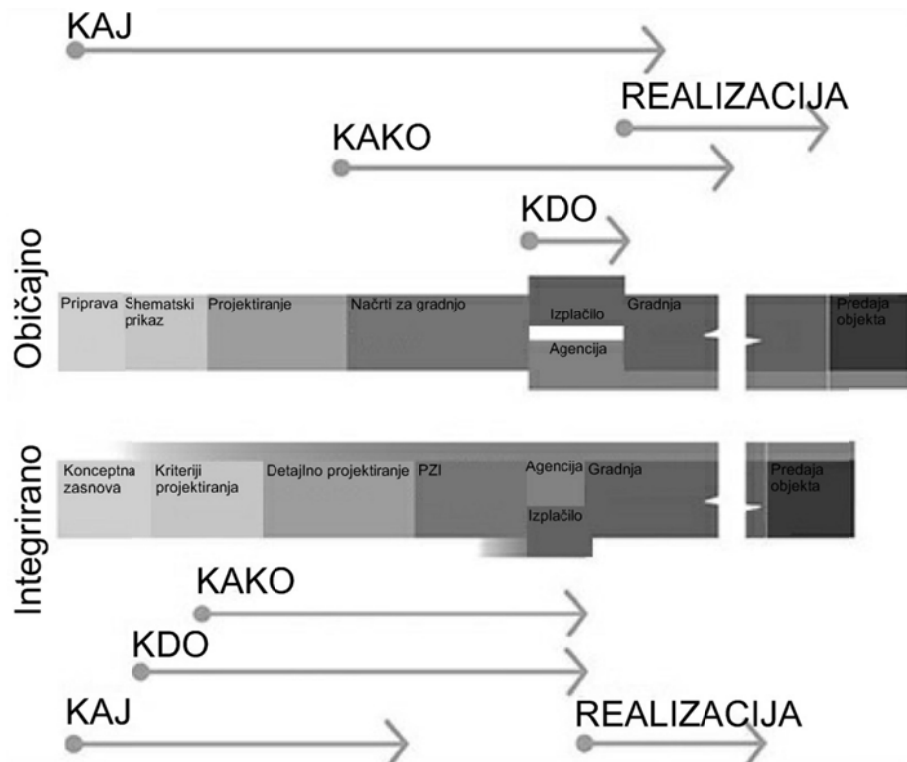 KAJ
REALIZACIJA
KAKO
KDO
Običajno
Priprava
Shematski
prikaz
Projektiranje
Načrti za gradnjo
Izplačilo
Agencija
Gradnja
Predaja
objekta
Integrirano
Konceptna
zasnova
Kriteriji
projektiranja
Detajlno projektiranje
PZI
Agencija
Izplačilo
Gradnja
Predaja
objekta
KAKO
KDO
KAJ
REALIZACIJA